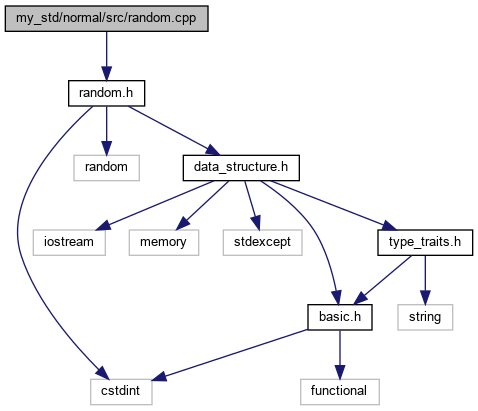 my_std/normal/src/random.cpp
random.h
random
data_structure.h
iostream
memory
stdexcept
type_traits.h
basic.h
string
cstdint
functional